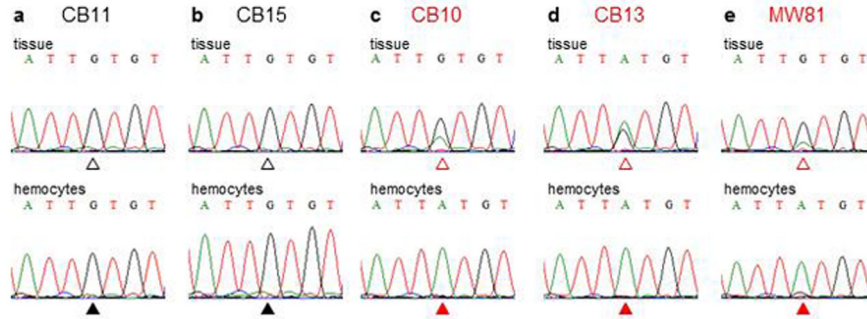 a CB11 b CB15 c CB10 d CB13 e MW81
tissue tissue tissue tissue tissue
A T T G T G T A T T G T G T A T T G T G T A T T A T G T A T T G T G T
hemocytes hemocytes hemocytes hemocytes hemocytes
A T T G T G T A T T G T G T A T T A T G T A T T A T G T A T T A T G T